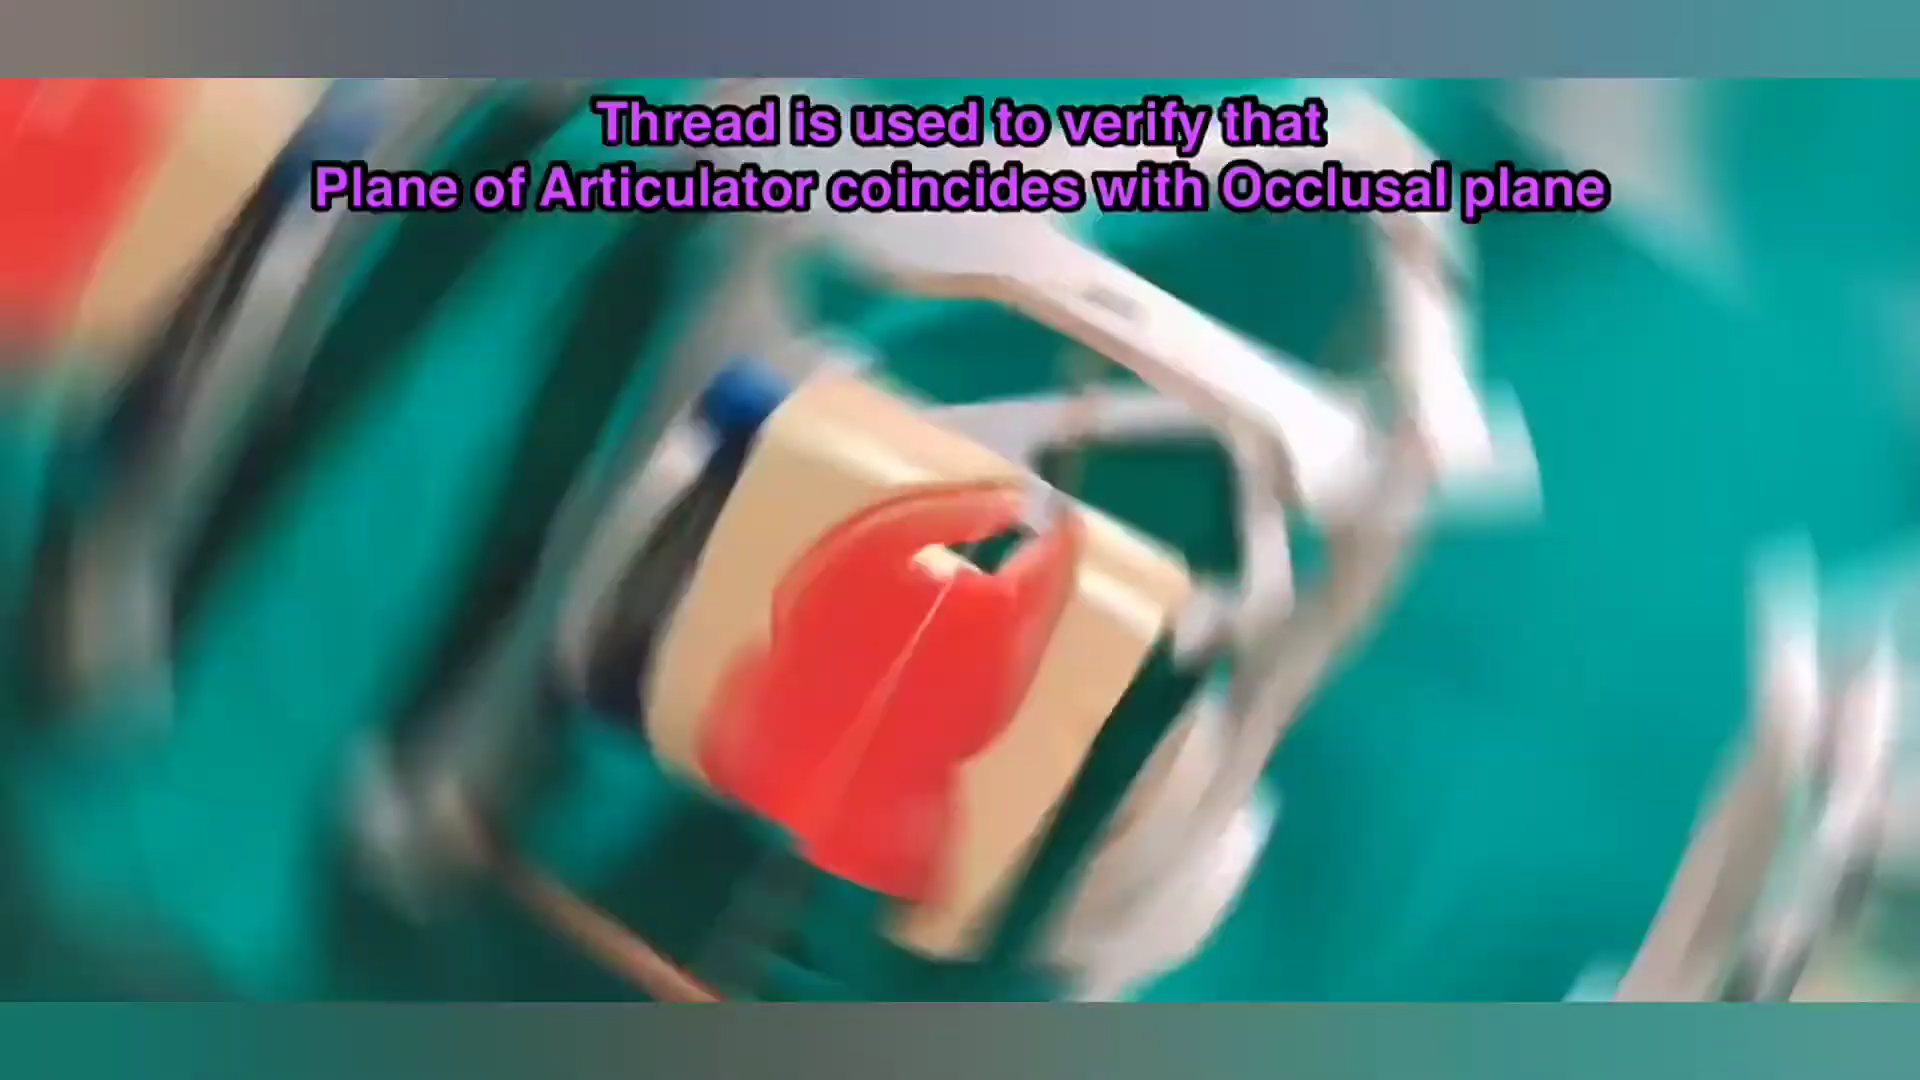 Thread is used to verify that
Plane of Articulator coincides with Occlusal plane